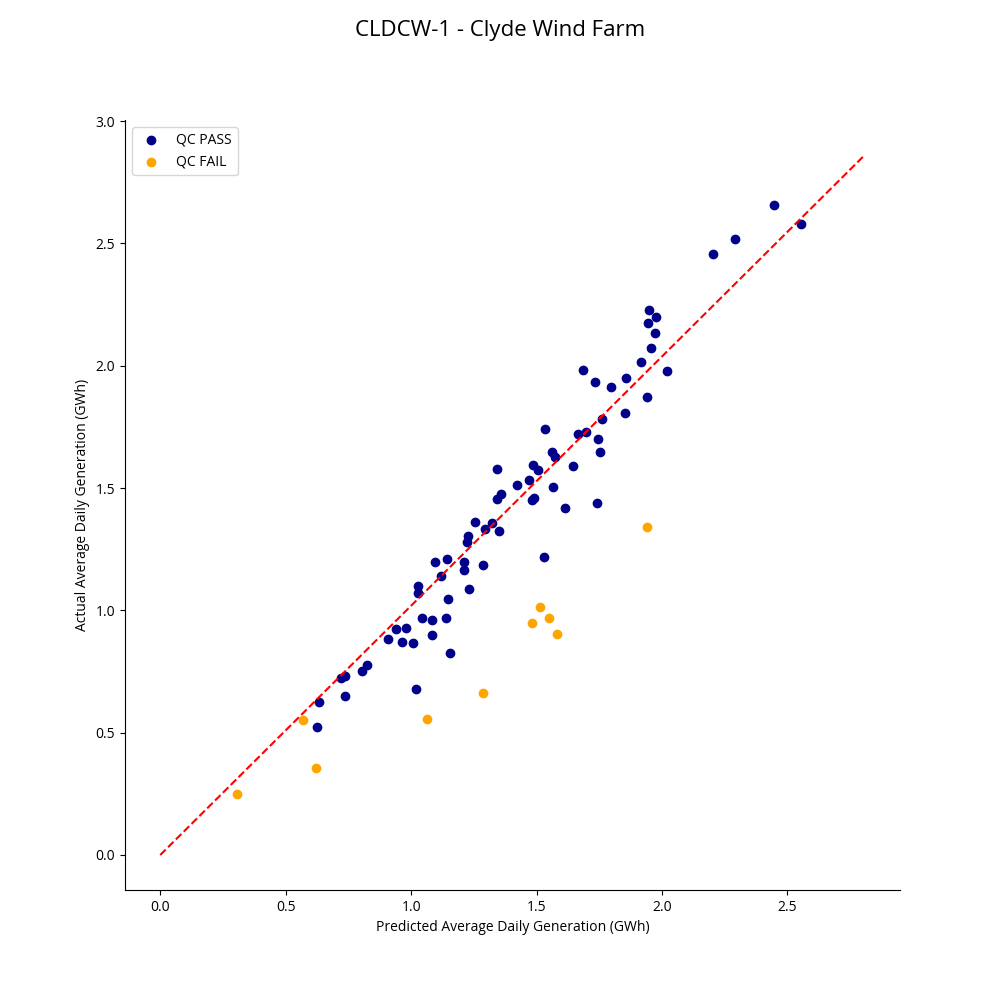 CLDCW-1 - Clyde Wind Farm
QC PASS
QC FAIL
3.0
2.5
2.0
1.5
1.0
0.5
0.0
Actual Average Daily Generation (GWh)
0.0 0.5 1.0 1.5 2.0 2.5
Predicted Average Daily Generation (GWh)